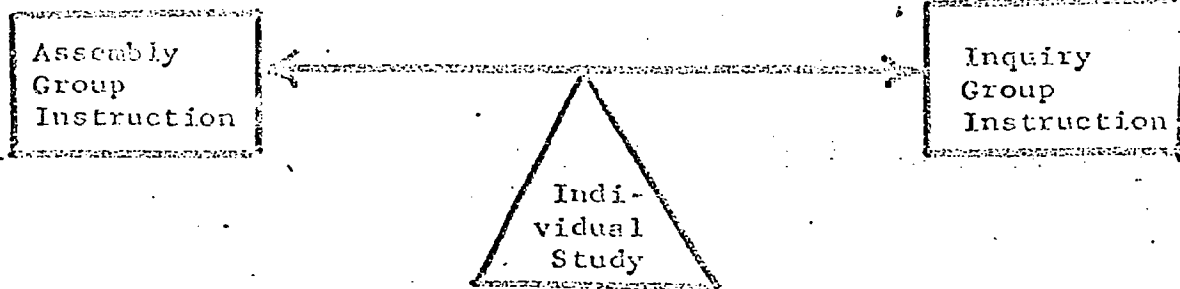 Assembly
Group
Instruction
Inquiry
Group
Instruction
Indi-
vidual
Study